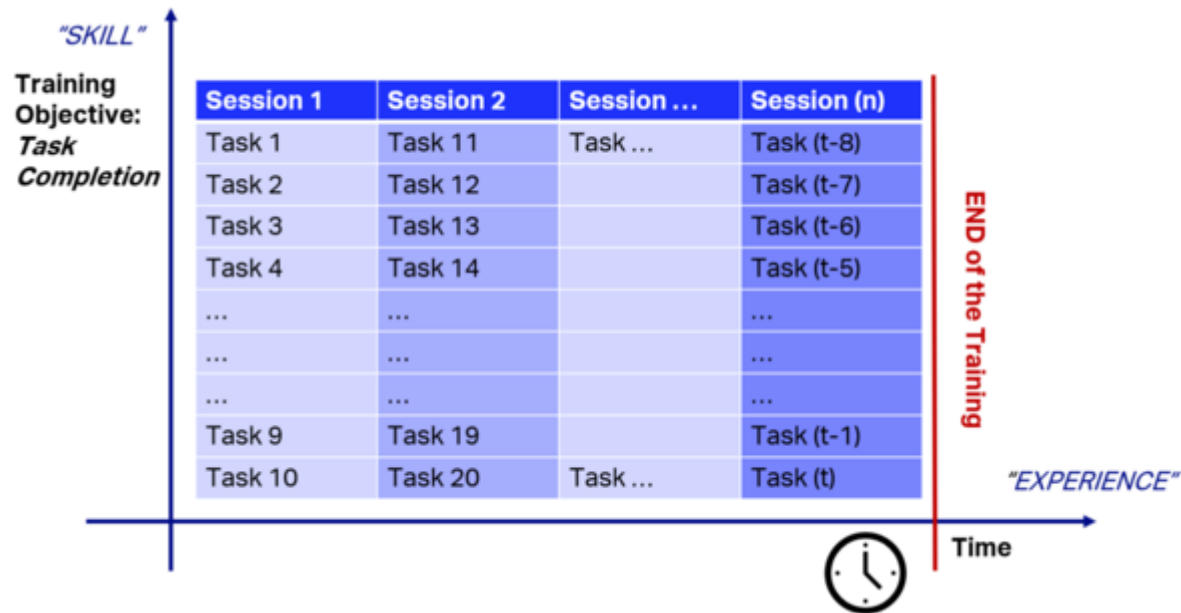 "SKILL"
Training
Objective:
Task
Completion
Session 1 Session 2 Session ... Session (n)
Task 1 Task 11 Task ... Task (t-8)
Task 2 Task 12 Task (t-7)
Task 3 Task 13 Task (t-6)
Task 4 Task 14 Task (t-5)
... ... ...
... ... ...
... ... ...
Task 9 Task 19 Task (t-1)
Task 10 Task 20 Task ... Task (t)
END of the Training
"EXPERIENCE"
Time